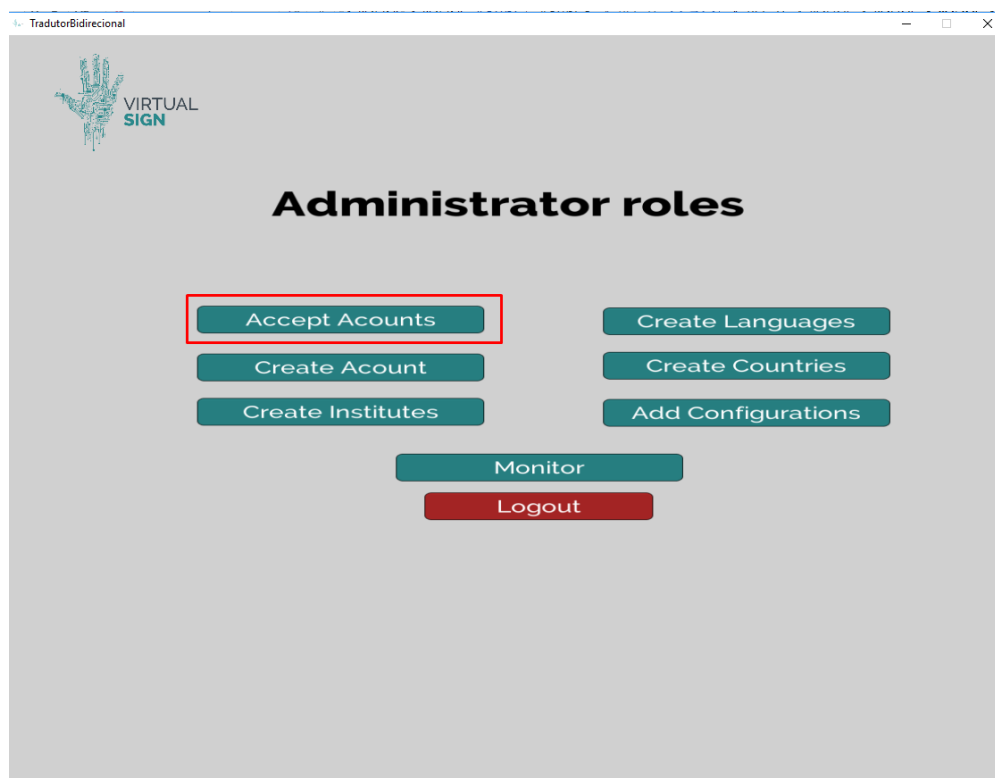 TradutorBidirecional
VIRTUAL
SIGN
Administrator roles
Accept Acounts
Create Languages
Create Acount
Create Countries
Create Institutes
Add Configurations
Monitor
Logout